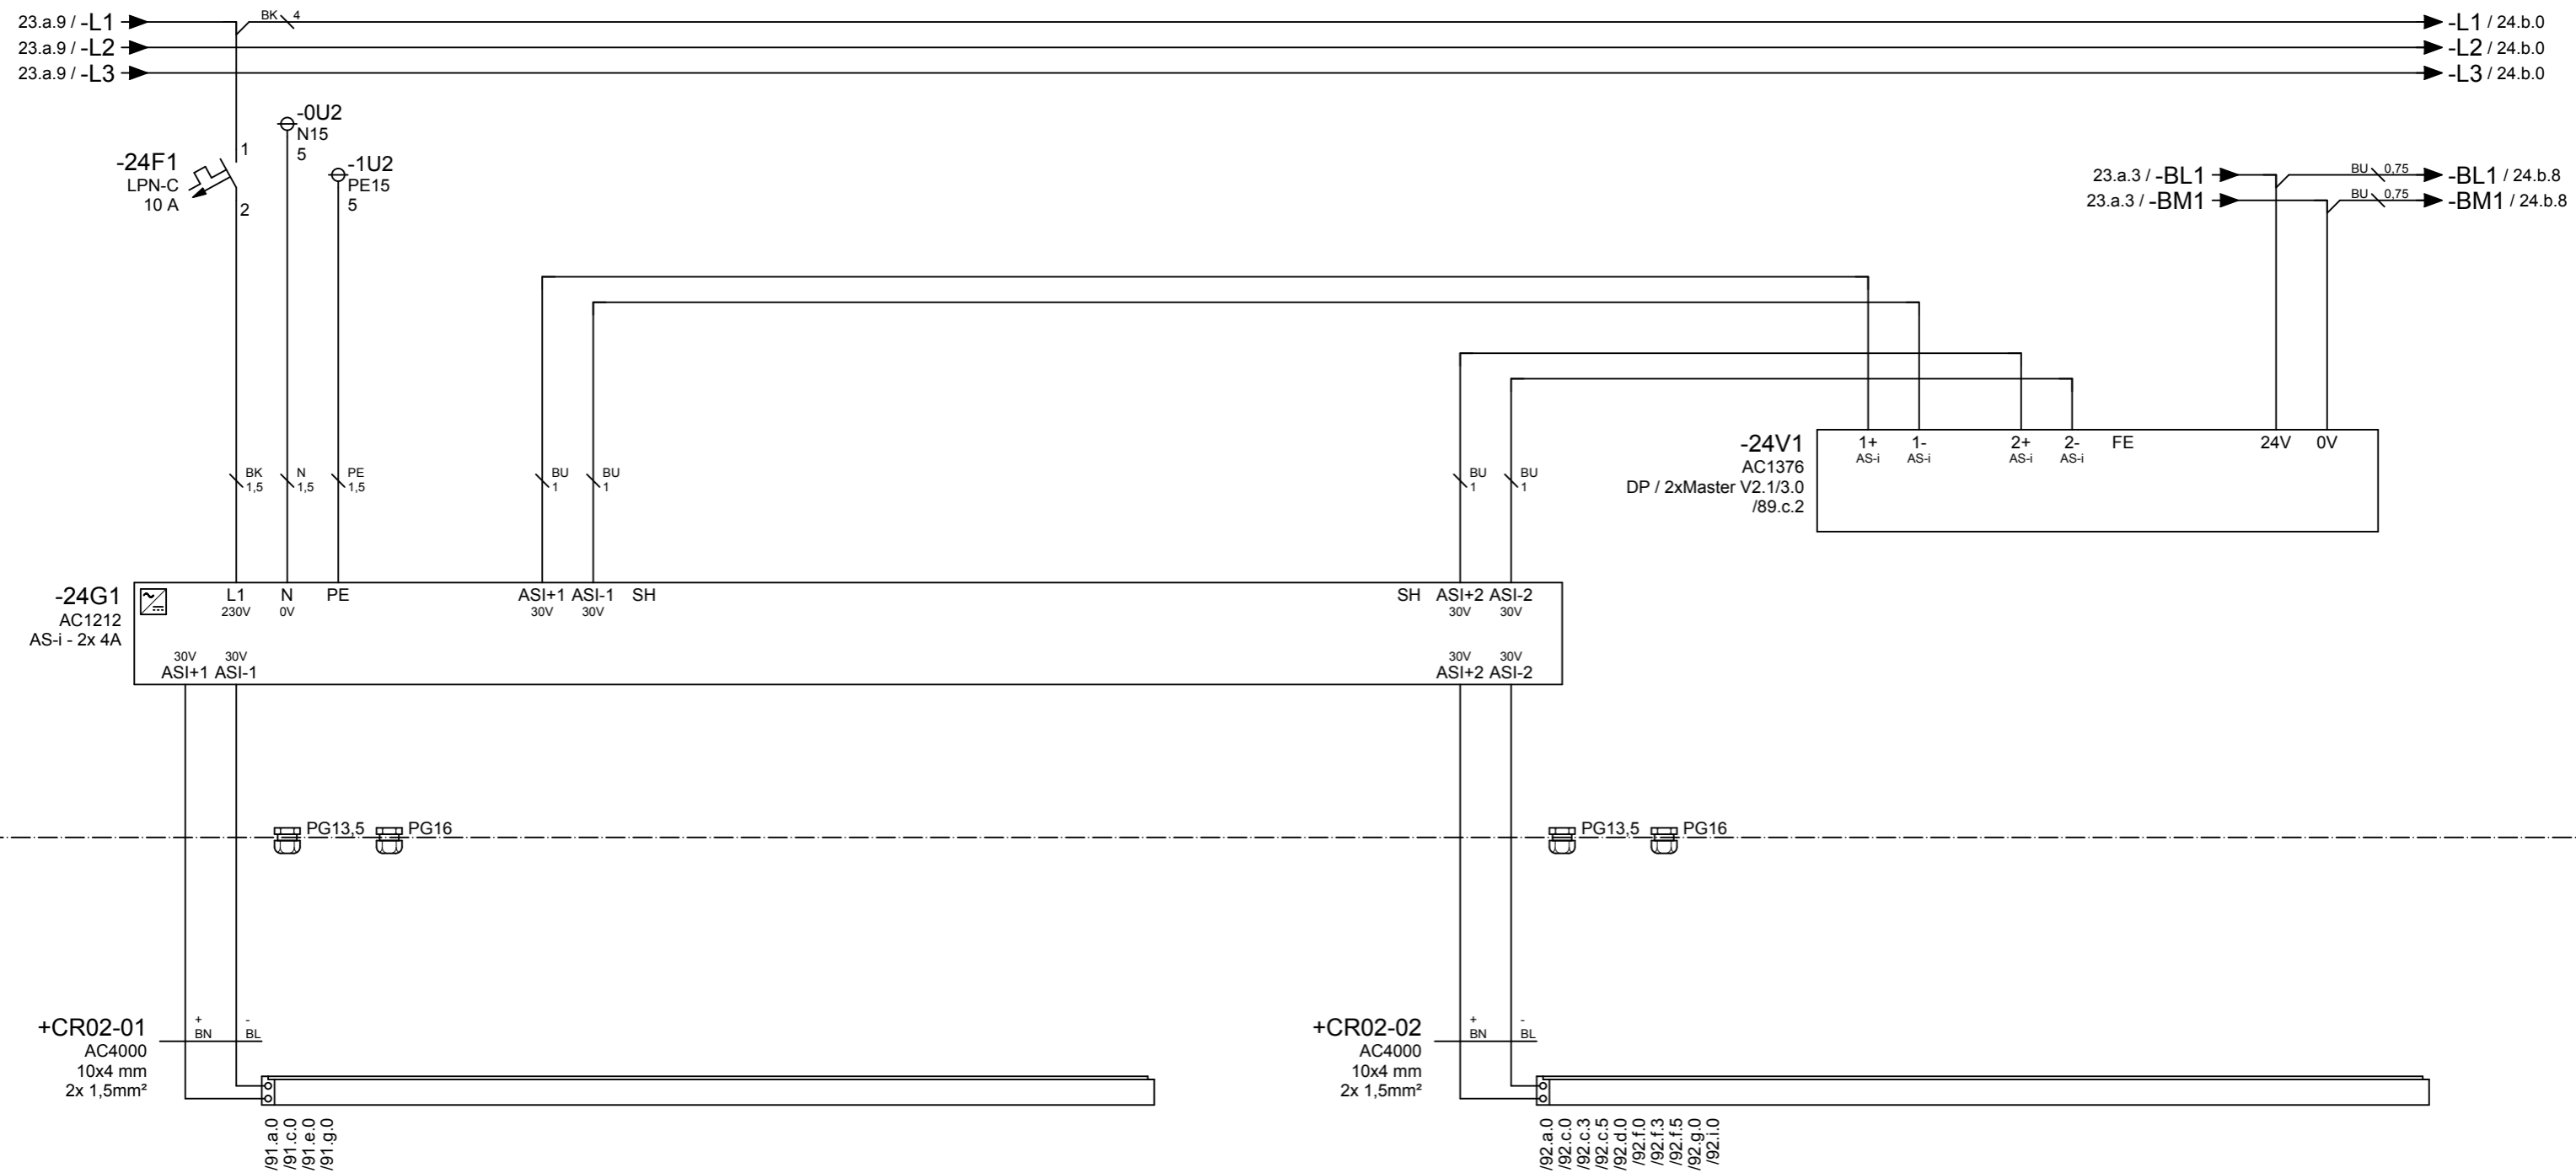 23.a.9 / -L1
BK 4
-L1 / 24.b.0
23.a.9 / -L2
-L2 / 24.b.0
23.a.9 / -L3
-L3 / 24.b.0
-24F1
LPN-C
10 A
1
2
-0U2
N15
5
-1U2
PE15
5
23.a.3 / -BL1
BU 0,75
-BL1 / 24.b.8
23.a.3 / -BM1
BU 0,75
-BM1 / 24.b.8
BK
1,5
N
1,5
PE
1,5
BU
1
BU
1
BU
1
BU
1
-24V1
AC1376
DP / 2xMaster V2.1/3.0
/89.c.2
1+
AS-i
1-
AS-i
2+
AS-i
2-
AS-i
FE
24V
0V
-24G1
AC1212
AS-i - 2x 4A
L1
230V
N
0V
PE
ASI+1
30V
ASI-1
30V
SH
SH
ASI+2
30V
ASI-2
30V
30V
ASI+1
30V
ASI-1
30V
ASI+2
30V
ASI-2
PG13,5
PG16
PG13,5
PG16
+CR02-01
AC4000
10x4 mm
2x 1,5mm²
+
BN
-
BL
/91.a.0
/91.c.0
/91.e.0
/91.g.0
+CR02-02
AC4000
10x4 mm
2x 1,5mm²
+
BN
-
BL
/92.a.0
/92.c.0
/92.c.3
/92.c.5
/92.d.0
/92.f.0
/92.f.3
/92.f.5
/92.g.0
/92.i.0